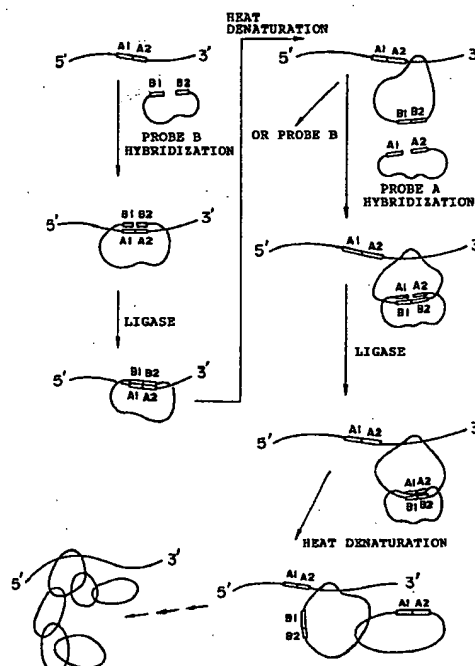 HEAT
DENATURATION
A1 A2
5' 3'
B1 B2
PROBE B
HYBRIDIZATION
5' B1 B2 3'
A1 A2
LIGASE
5' B1 B2 3'
A1 A2
5' A1 A2 3'
B1 B2
OR PROBE B
A1 A2
PROBE A
HYBRIDIZATION
5' A1 A2 3'
A1 A2
B1 B2
LIGASE
5' A1 A2 3'
A1 A2
B1 B2
HEAT DENATURATION
5' A1 A2 3'
B1
B2
A1 A2
5' 3'